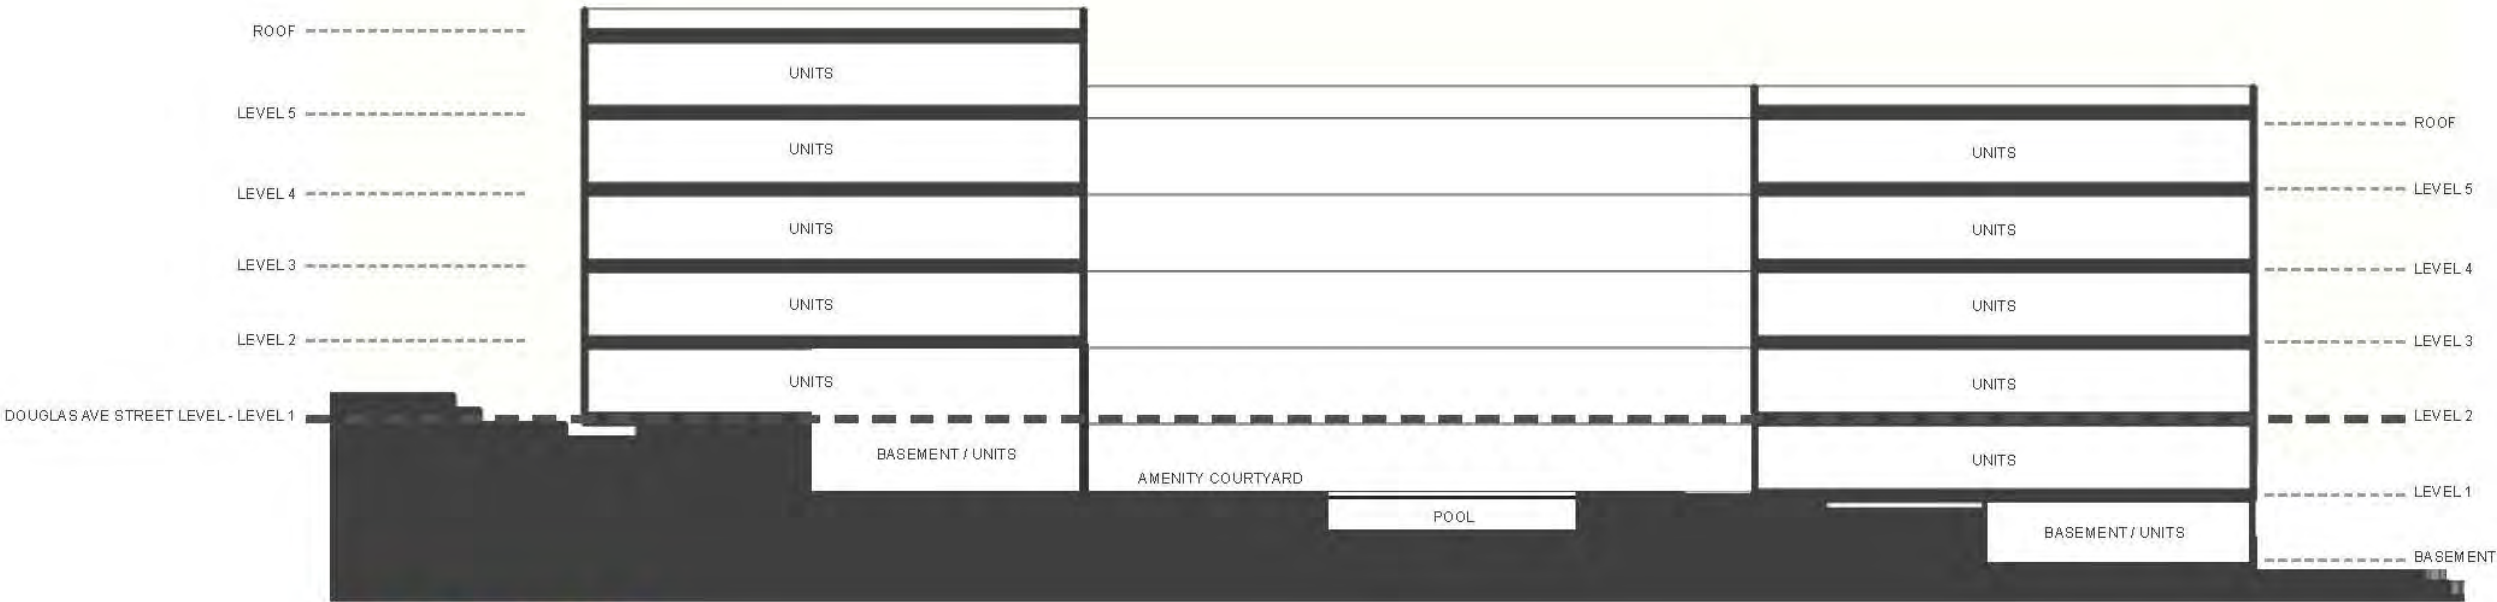 ROOF
UNITS
LEVEL 5
ROOF
UNITS
UNITS
LEVEL 4
LEVEL 5
UNITS
UNITS
LEVEL 3
LEVEL 4
UNITS
UNITS
LEVEL 2
LEVEL 3
UNITS
UNITS
DOUGLAS AVE STREET LEVEL - LEVEL 1
LEVEL 2
BASEMENT / UNITS
UNITS
AMENITY COURTYARD
LEVEL 1
POOL
BASEMENT / UNITS
BASEMENT